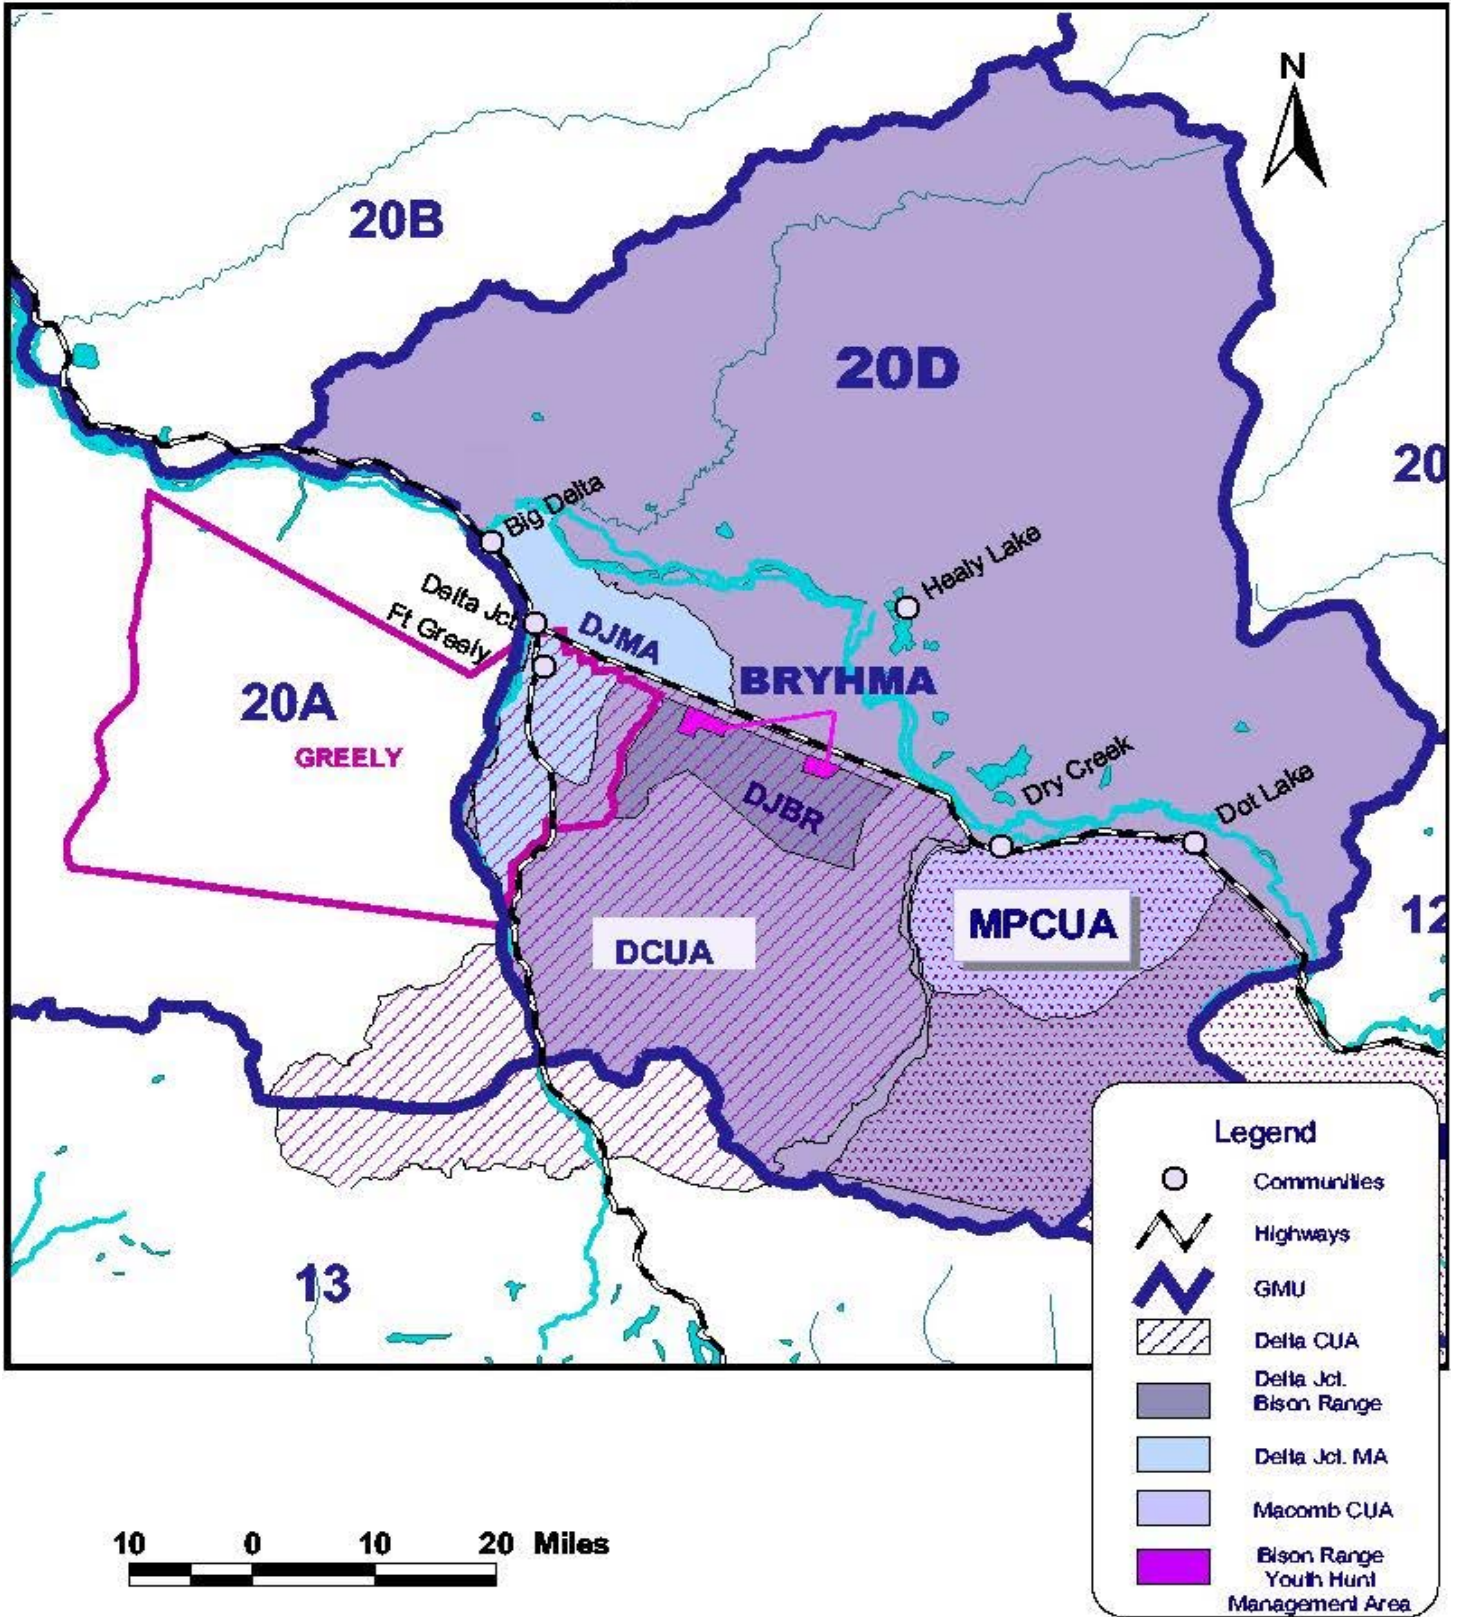 N
20B
20D
20
Big Delta
Healy Lake
Delta Jct.
Ft Greely
DJMA
BRYHMA
20A
GREELY
Dry Creek
Dot Lake
DJBR
MPCUA
12
DCUA
13
Legend
Communities
Highways
GMU
Delta CUA
Delta Jct.
Bison Range
Delta Jct. MA
Macomb CUA
Bison Range
Youth Hunt
Management Area
10 0 10 20 Miles